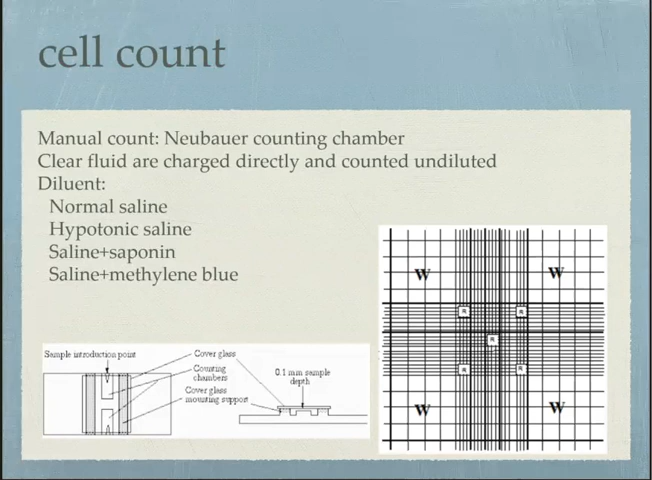 cell count
Manual count: Neubauer counting chamber
Clear fluid are charged directly and counted undiluted
Diluent:
Normal saline
Hypotonic saline
Saline+saponin
Saline+methylene blue
Sample introduction point
Cover glass
Counting
chambers
Cover glass
mounting support
0.1 mm sample
depth
W W
R R
R
R R
W W